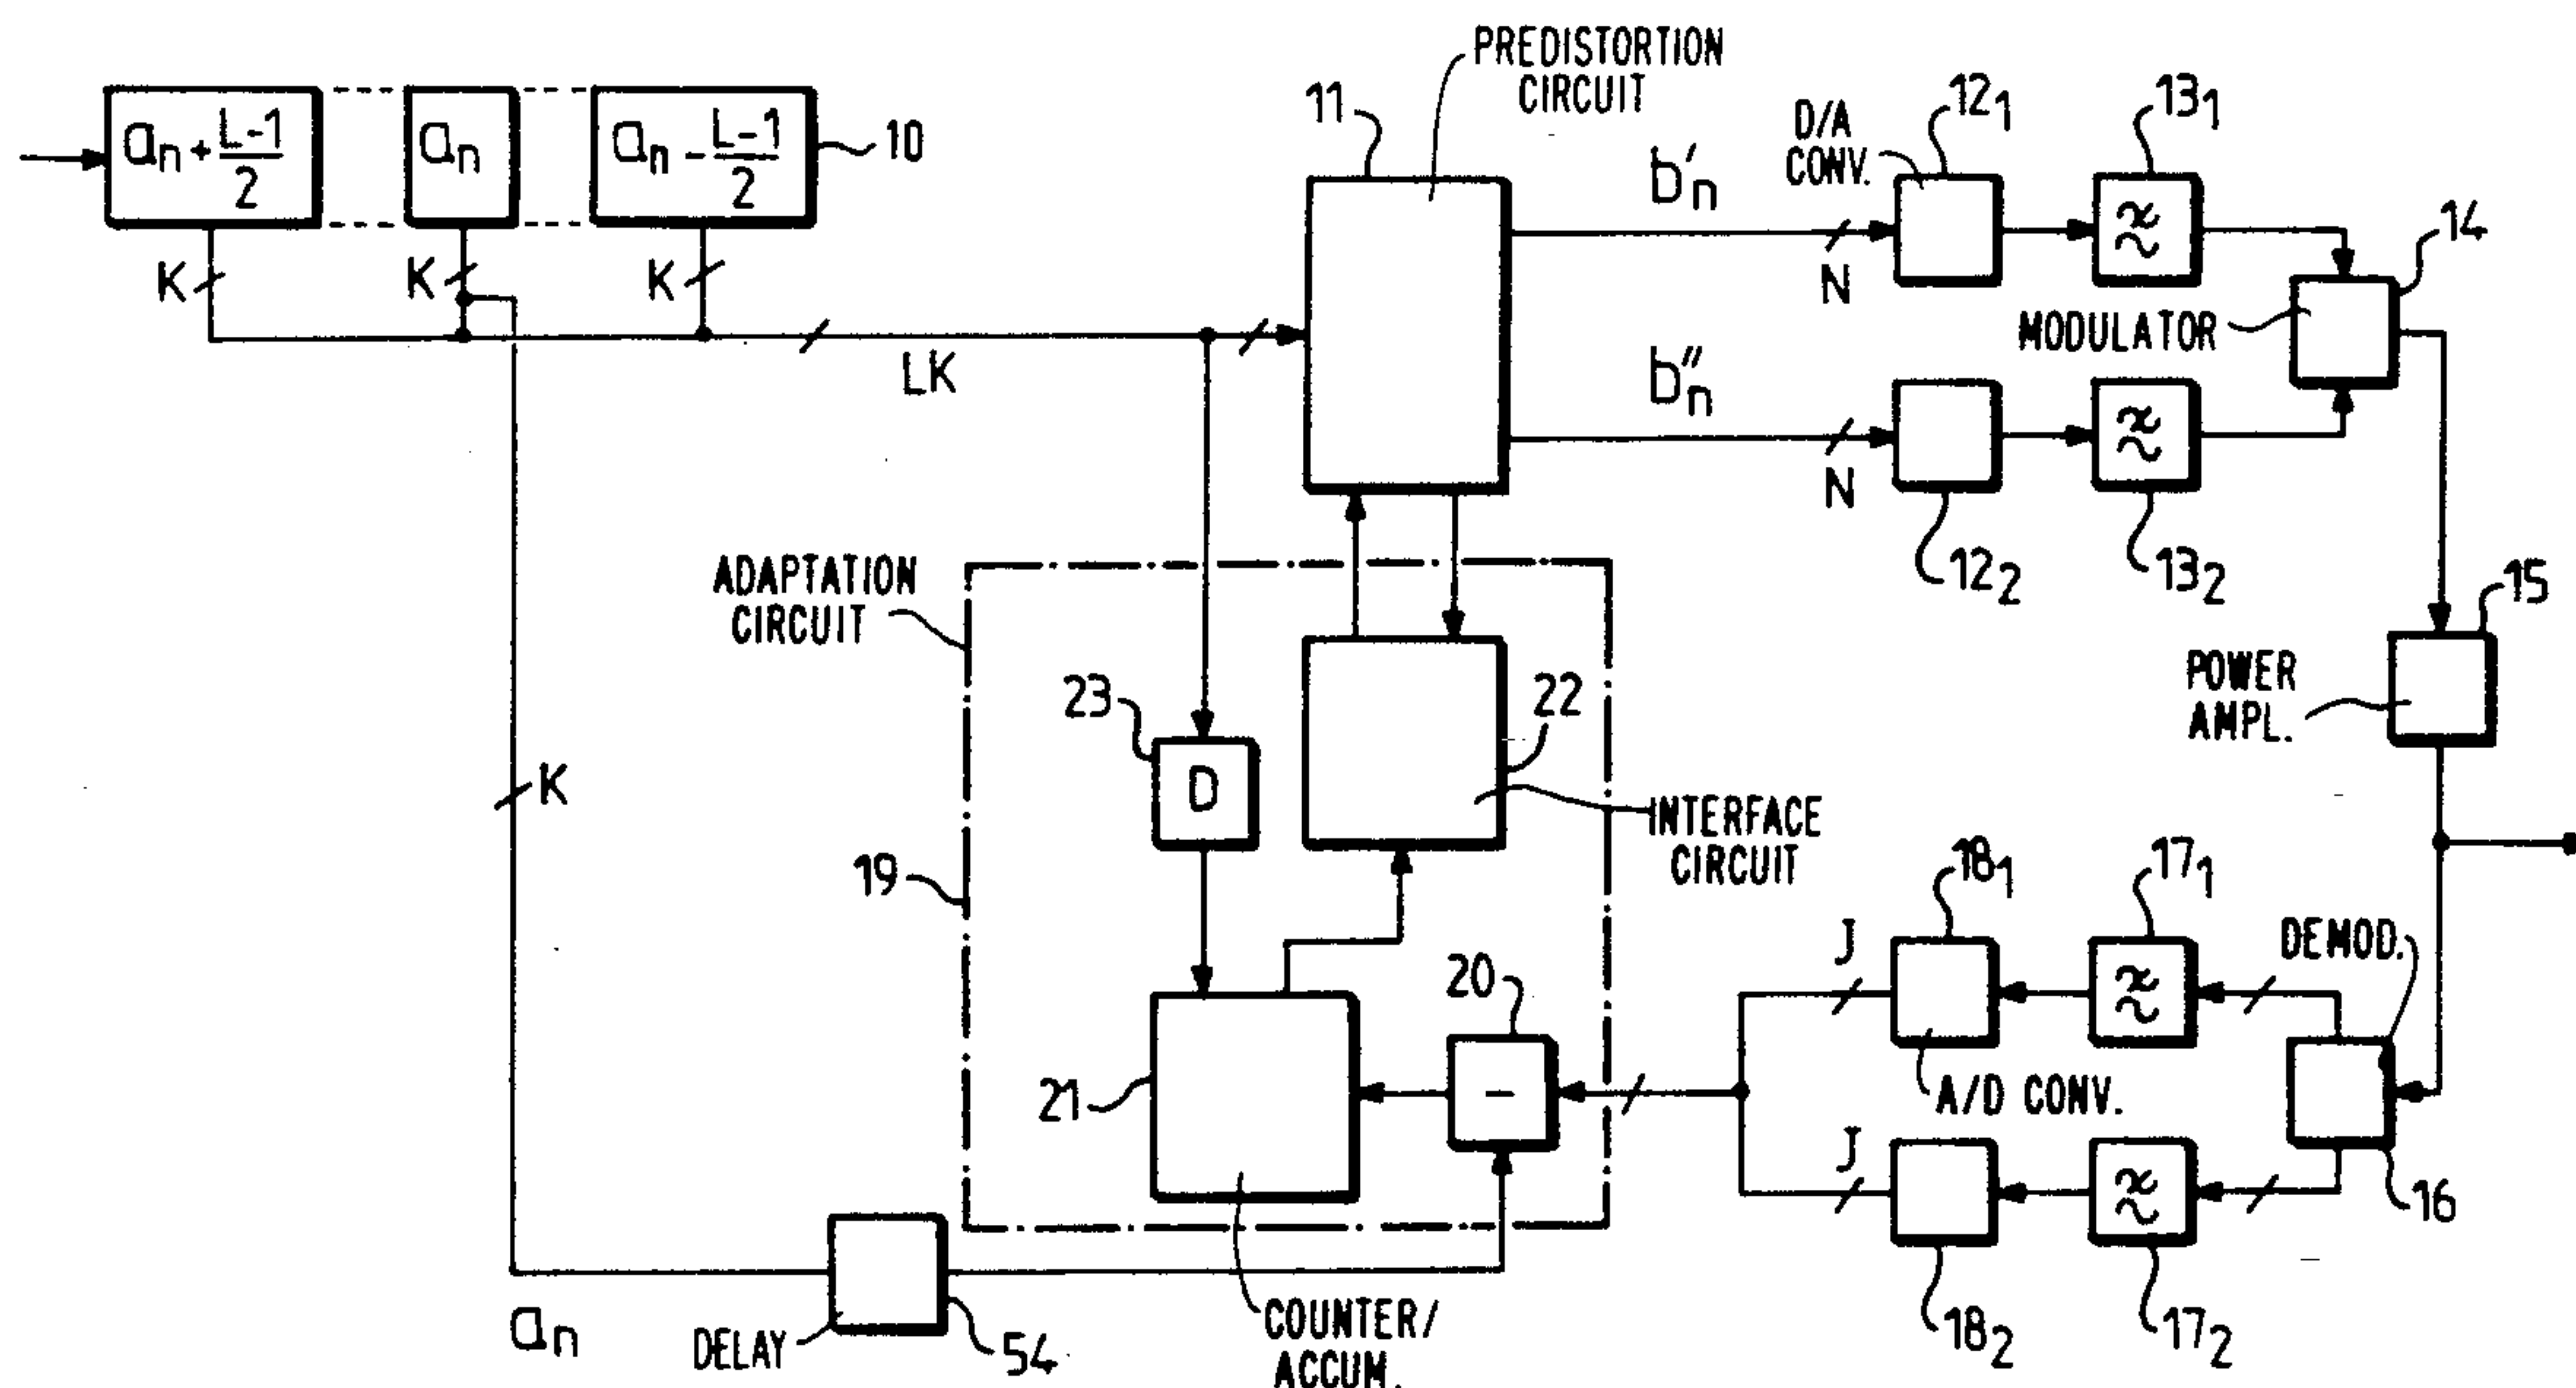 PREDISTORTION
CIRCUIT
11
D/A
CONV.
12₁
13₁
aₙ + L-1/2
aₙ
aₙ - L-1/2
10
b'ₙ
N
14
K
K
K
MODULATOR
LK
b''ₙ
N
12₂
13₂
ADAPTATION
CIRCUIT
15
POWER
AMPL.
23
D
22
K
INTERFACE
CIRCUIT
19
18₁
17₁
J
DEMOD.
20
-
21
A/D CONV.
J
16
aₙ
DELAY
54
COUNTER/
ACCUM.
18₂
17₂